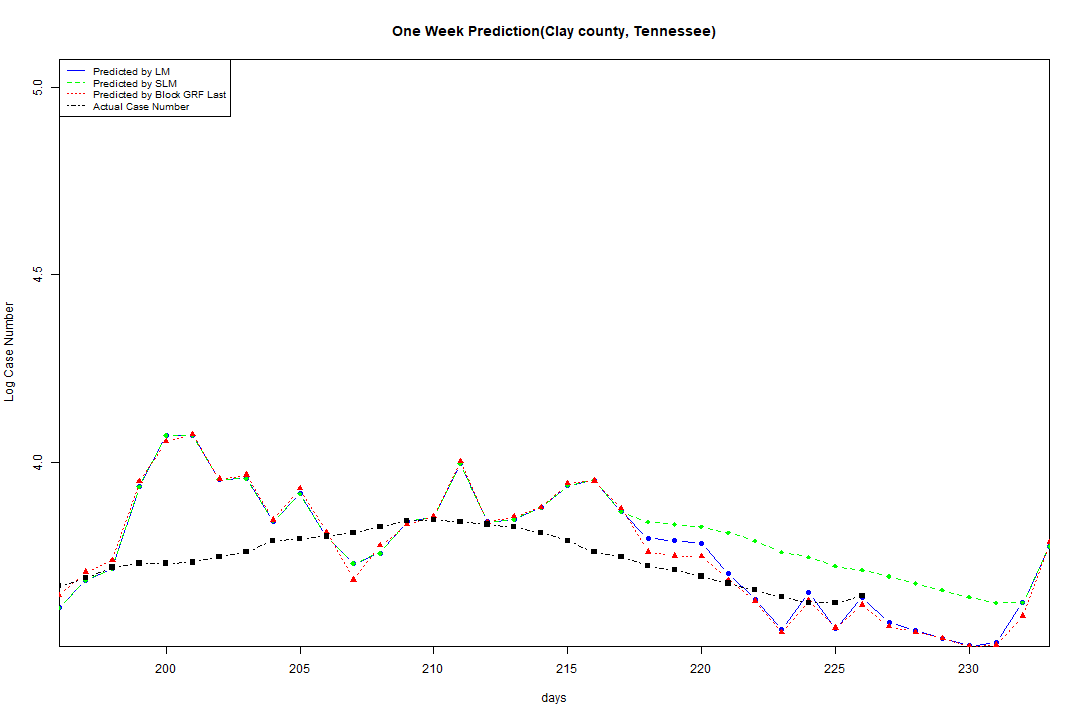 One Week Prediction(Clay county, Tennessee)
Predicted by LM
Predicted by SLM
Predicted by Block GRF Last
Actual Case Number
5.0
4.5
4.0
Log Case Number
200 205 210 215 220 225 230
days